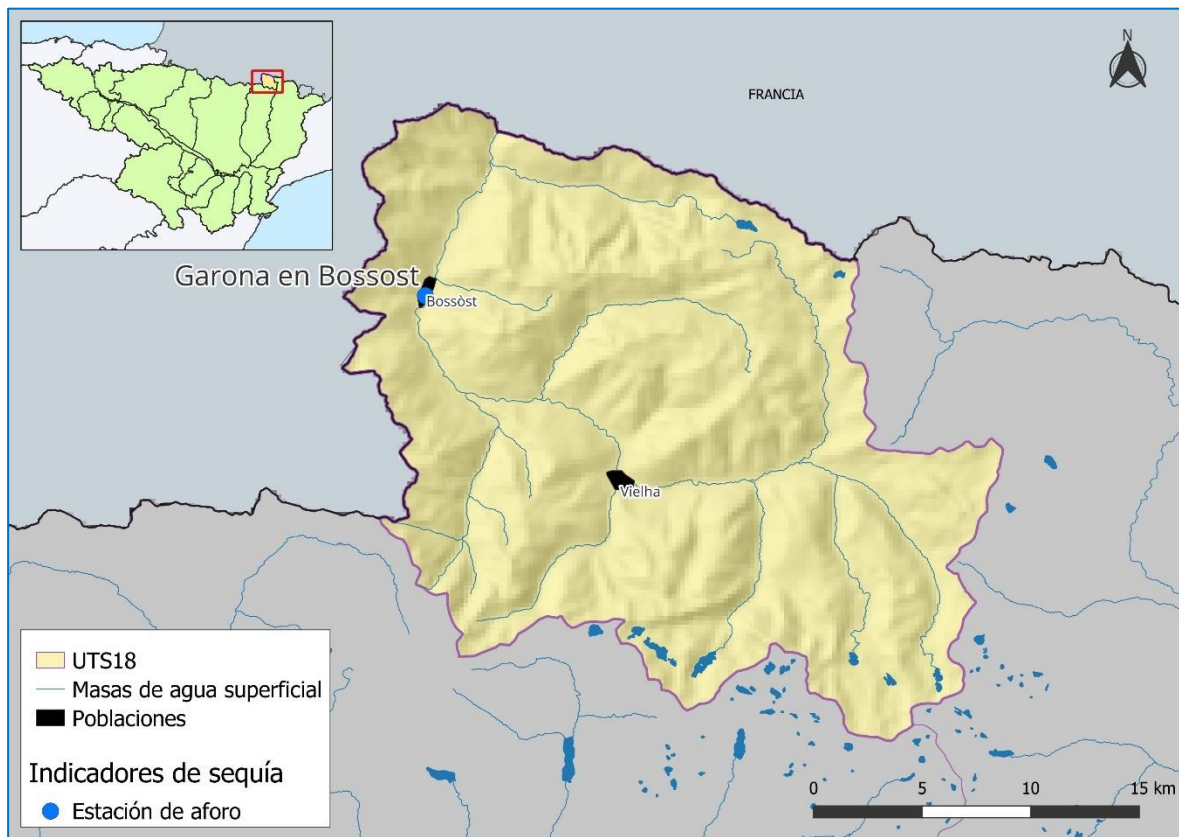 N
FRANCIA
Garona en Bossost
Bossòst
Vielha
UTS18
Masas de agua superficial
Poblaciones
Indicadores de sequía
Estación de aforo
0 5 10 15 km